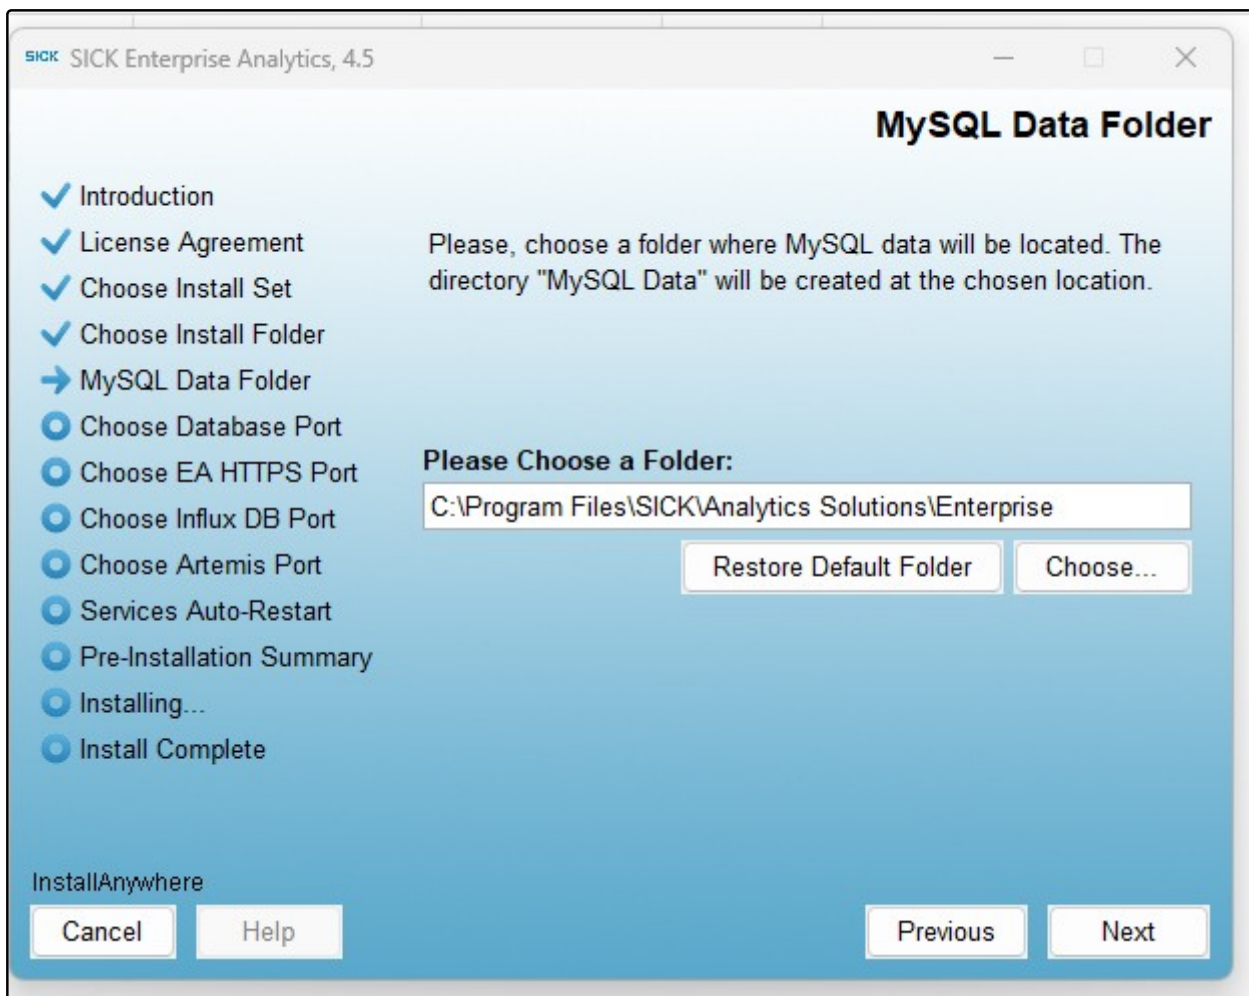 SICK SICK Enterprise Analytics, 4.5
MySQL Data Folder
Introduction
License Agreement
Choose Install Set
Choose Install Folder
MySQL Data Folder
Choose Database Port
Choose EA HTTPS Port
Choose Influx DB Port
Choose Artemis Port
Services Auto-Restart
Pre-Installation Summary
Installing...
Install Complete
Please, choose a folder where MySQL data will be located. The
directory "MySQL Data" will be created at the chosen location.
Please Choose a Folder:
C:\Program Files\SICK\Analytics Solutions\Enterprise
Restore Default Folder Choose...
InstallAnywhere
Cancel Help Previous Next